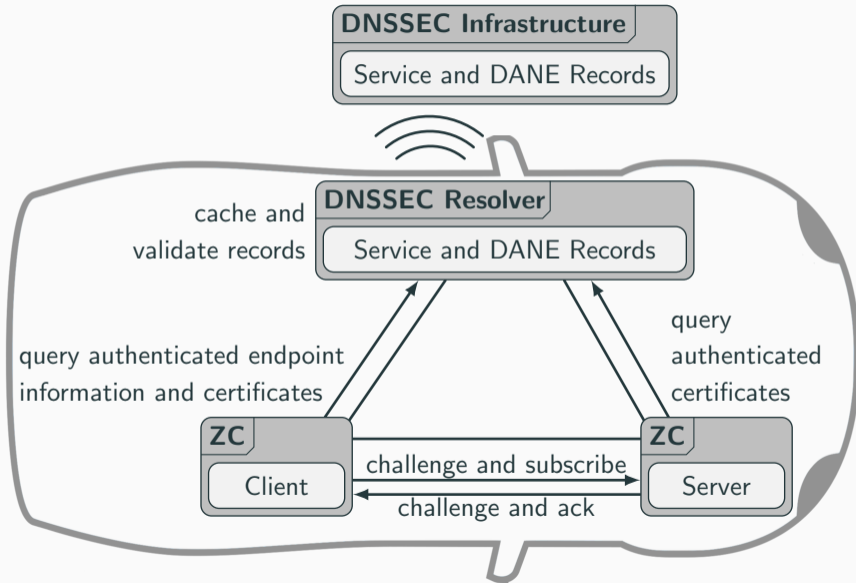 DNSSEC Infrastructure
Service and DANE Records
DNSSEC Resolver
Service and DANE Records
cache and
validate records
query authenticated endpoint
information and certificates
query
authenticated
certificates
ZC
Client
challenge and subscribe
challenge and ack
ZC
Server